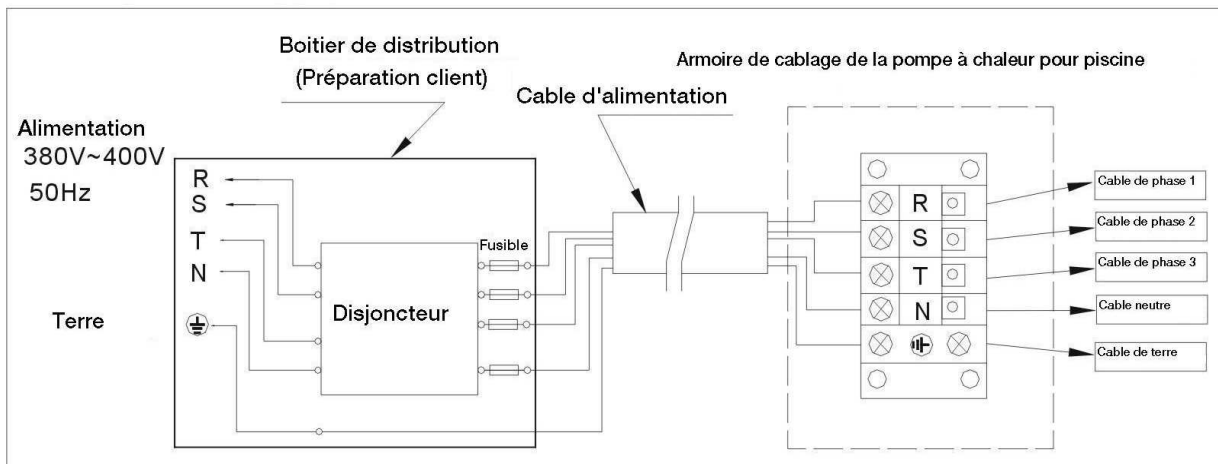 Boitier de distribution
(Préparation client)
Armoire de cablage de la pompe à chaleur pour piscine
Cable d'alimentation
Alimentation
380V~400V
50Hz
R
S
T
N
Terre
Disjoncteur
Fusible
R
S
T
N
Cable de phase 1
Cable de phase 2
Cable de phase 3
Cable neutre
Cable de terre